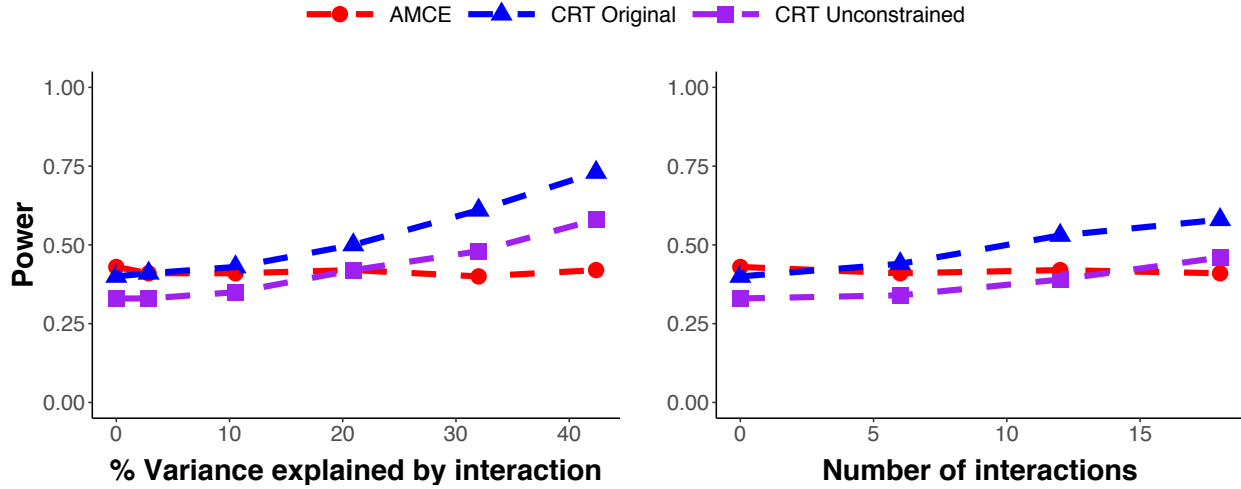 AMCE CRT Original CRT Unconstrained
Power
1.00
0.75
0.50
0.25
0.00
0 10 20 30 40
% Variance explained by interaction
1.00
0.75
0.50
0.25
0.00
0 5 10 15
Number of interactions